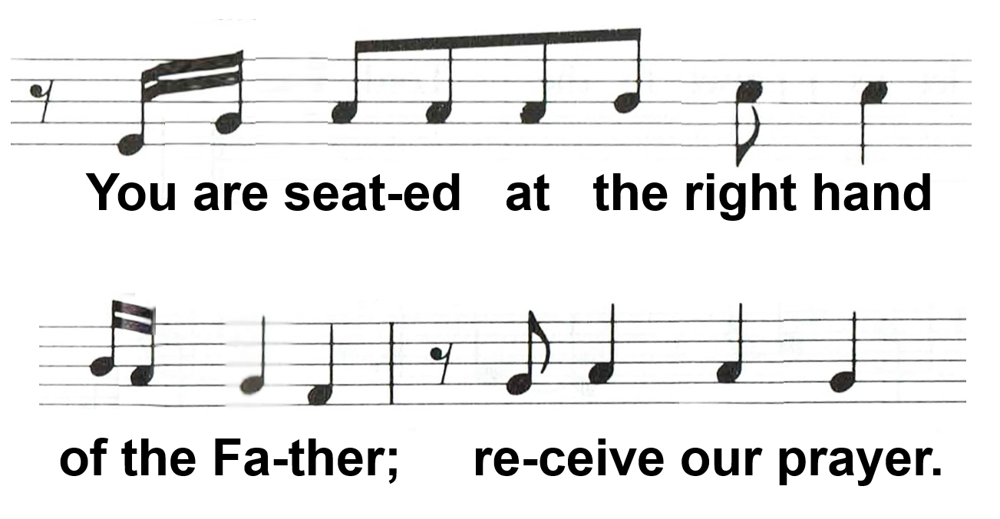 You are seat-ed at the right hand
of the Fa-ther; re-ceive our prayer.